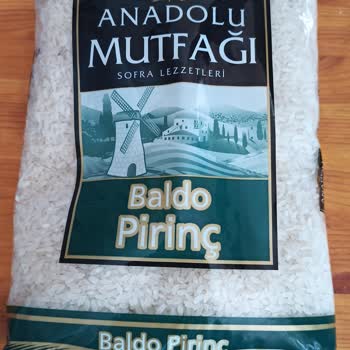 ANADOLU
MUTFAĞI
SOFRA LEZZETLERİ
Baldo
Pirinç
Baldo Pirinç